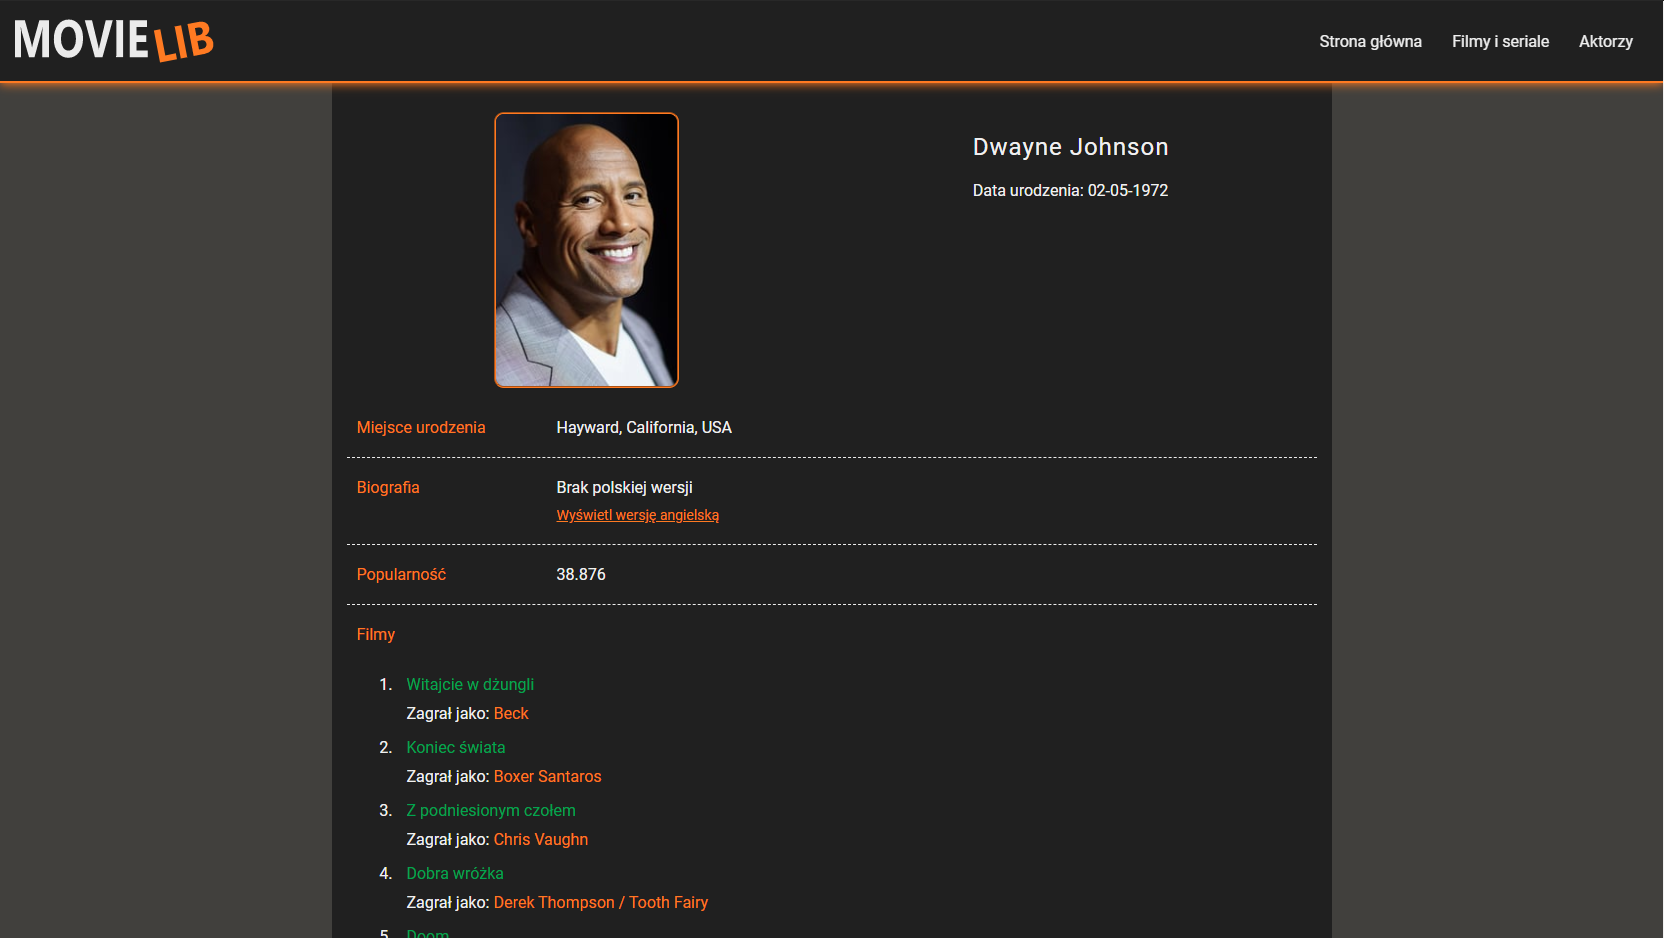 MOVIE LIB
Strona główna Filmy i seriale Aktorzy
Dwayne Johnson
Data urodzenia: 02-05-1972
Miejsce urodzenia Hayward, California, USA
Biografia Brak polskiej wersji
Wyświetl wersję angielską
Popularność 38.876
Filmy
1. Witajcie w dżungli
Zagrał jako: Beck
2. Koniec świata
Zagrał jako: Boxer Santaros
3. Z podniesionym czołem
Zagrał jako: Chris Vaughn
4. Dobra wróżka
Zagrał jako: Derek Thompson / Tooth Fairy
5. Doom